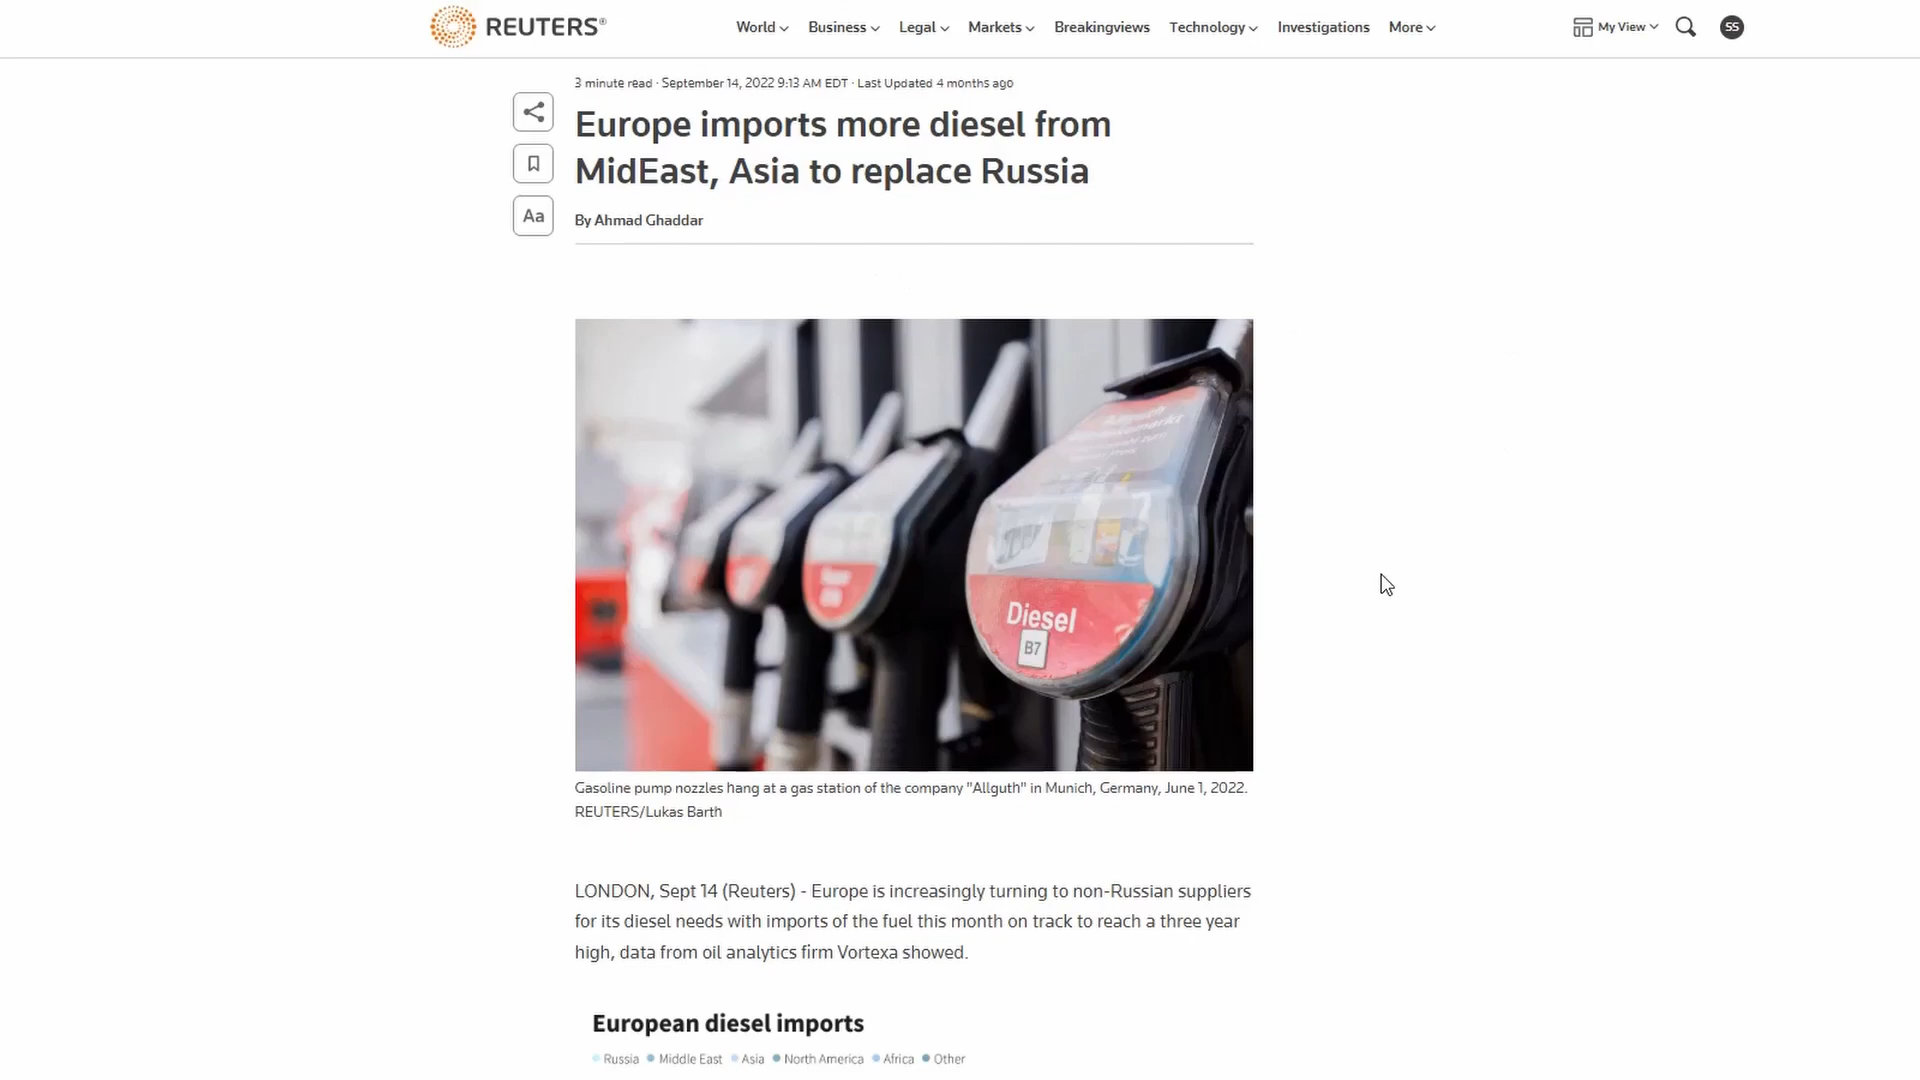 REUTERS®
World
Business
Legal
Markets
Breakingviews
Technology
Investigations
More
My View
SS
3 minute read · September 14, 2022 9:13 AM EDT · Last Updated 4 months ago
Europe imports more diesel from
MidEast, Asia to replace Russia
Aa
By Ahmad Ghaddar
Diesel
B7
Gasoline pump nozzles hang at a gas station of the company "Allguth" in Munich, Germany, June 1, 2022.
REUTERS/Lukas Barth
LONDON, Sept 14 (Reuters) - Europe is increasingly turning to non-Russian suppliers
for its diesel needs with imports of the fuel this month on track to reach a three year
high, data from oil analytics firm Vortexa showed.
European diesel imports
Russia Middle East Asia North America Africa Other